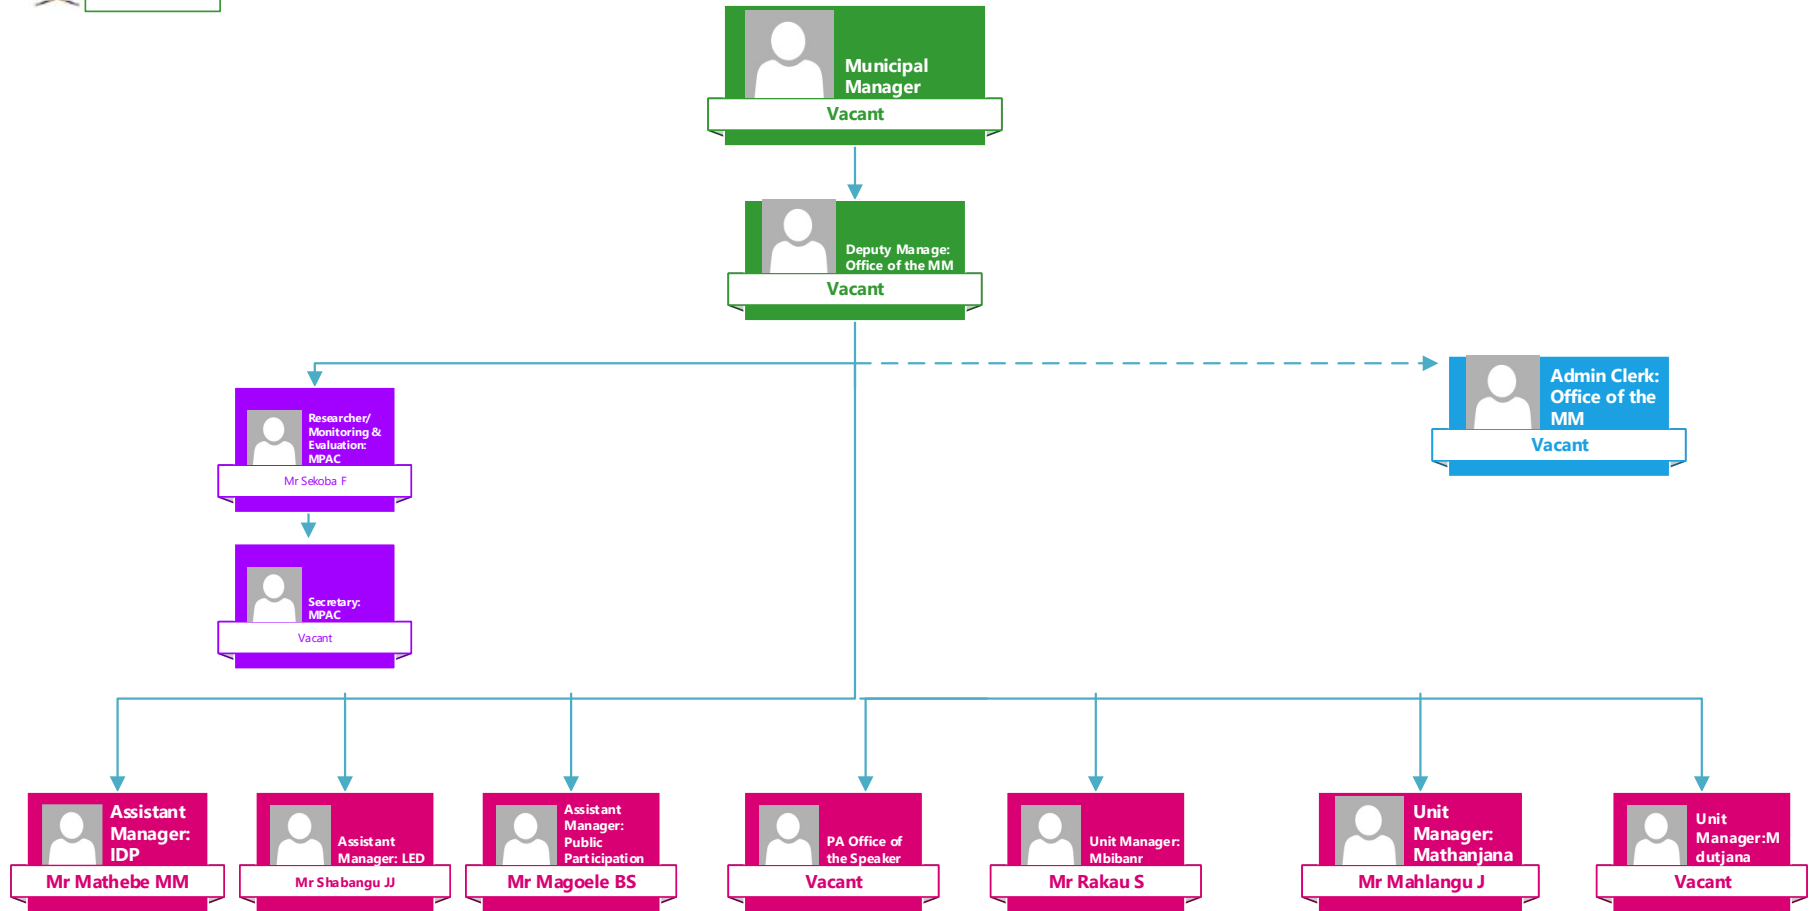 Municipal
Manager
Vacant
Deputy Manage:
Office of the MM
Vacant
Admin Clerk:
Office of the
MM
Vacant
Researcher/
Monitoring &
Evaluation:
MPAC
Mr Sekoba F
Secretary:
MPAC
Vacant
Assistant
Manager:
IDP
Mr Mathebe MM
Assistant
Manager: LED
Mr Shabangu JJ
Assistant
Manager:
Public
Participation
Mr Magoele BS
PA Office of
the Speaker
Vacant
Unit Manager:
Mbibanr
Mr Rakau S
Unit
Manager:
Mathanjana
Mr Mahlangu J
Unit
Manager:M
dutjana
Vacant